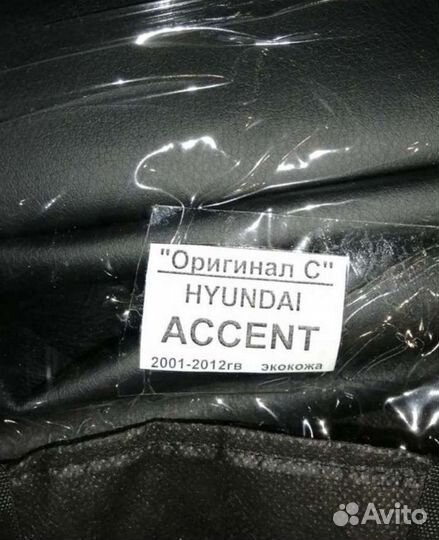 "Оригинал С"
HYUNDAI
ACCENT
2001-2012гв экокожа
Avito